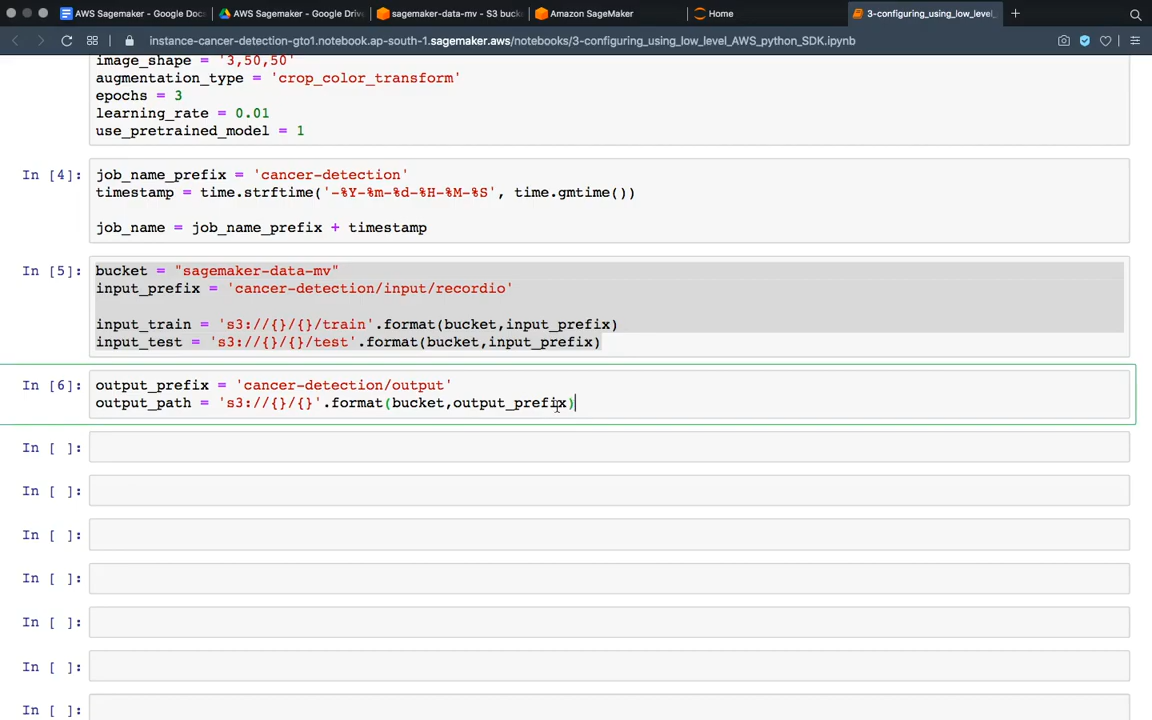 AWS Sagemaker - Google Docs
AWS Sagemaker - Google Drive
sagemaker-data-mv - S3 buck
Amazon SageMaker
Home
3-configuring_using_low_level_
instance-cancer-detection-gto1.notebook.ap-south-1.sagemaker.aws/notebooks/3-configuring_using_low_level_AWS_python_SDK.ipynb
image_shape = '3,50,50'
augmentation_type = 'crop_color_transform'
epochs = 3
learning_rate = 0.01
use_pretrained_model = 1
In [4]: job_name_prefix = 'cancer-detection'
timestamp = time.strftime('-%Y-%m-%d-%H-%M-%S', time.gmtime())
job_name = job_name_prefix + timestamp
In [5]: bucket = "sagemaker-data-mv"
input_prefix = 'cancer-detection/input/recordio'
input_train = 's3://{}/{}/train'.format(bucket,input_prefix)
input_test = 's3://{}/{}/test'.format(bucket,input_prefix)
In [6]: output_prefix = 'cancer-detection/output'
output_path = 's3://{}/{}'.format(bucket,output_prefix)
In [ ]:
In [ ]:
In [ ]:
In [ ]:
In [ ]:
In [ ]:
In [ ]: